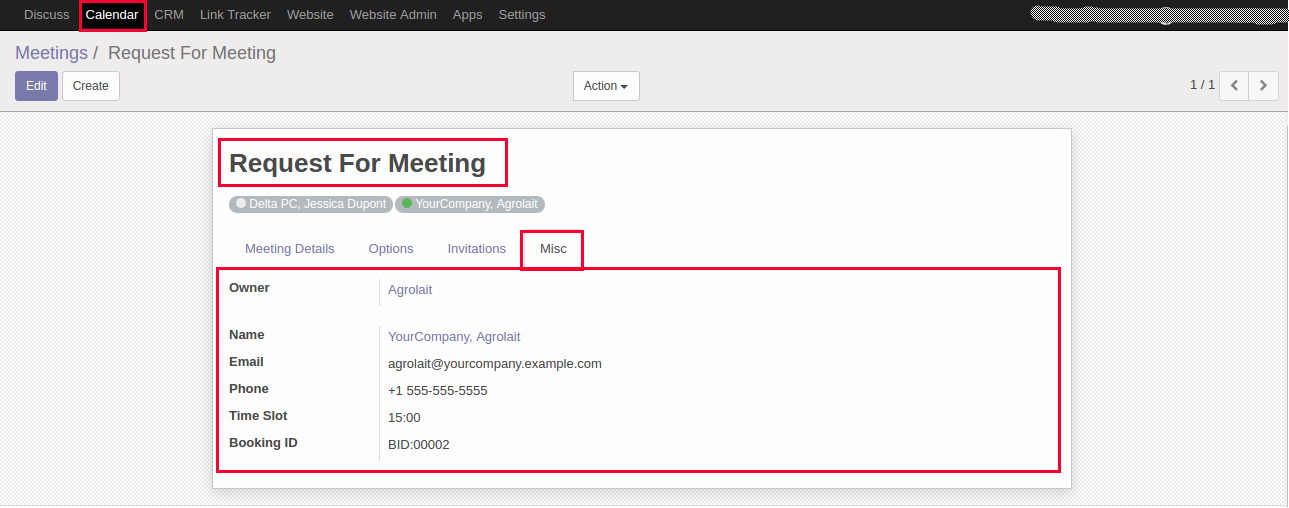 Discuss Calendar CRM Link Tracker Website Website Admin Apps Settings
Meetings / Request For Meeting
Edit Create Action 1 / 1
Request For Meeting
Delta PC, Jessica Dupont YourCompany, Agrolait
Meeting Details Options Invitations Misc
Owner Agrolait
Name YourCompany, Agrolait
Email agrolait@yourcompany.example.com
Phone +1 555-555-5555
Time Slot 15:00
Booking ID BID:00002